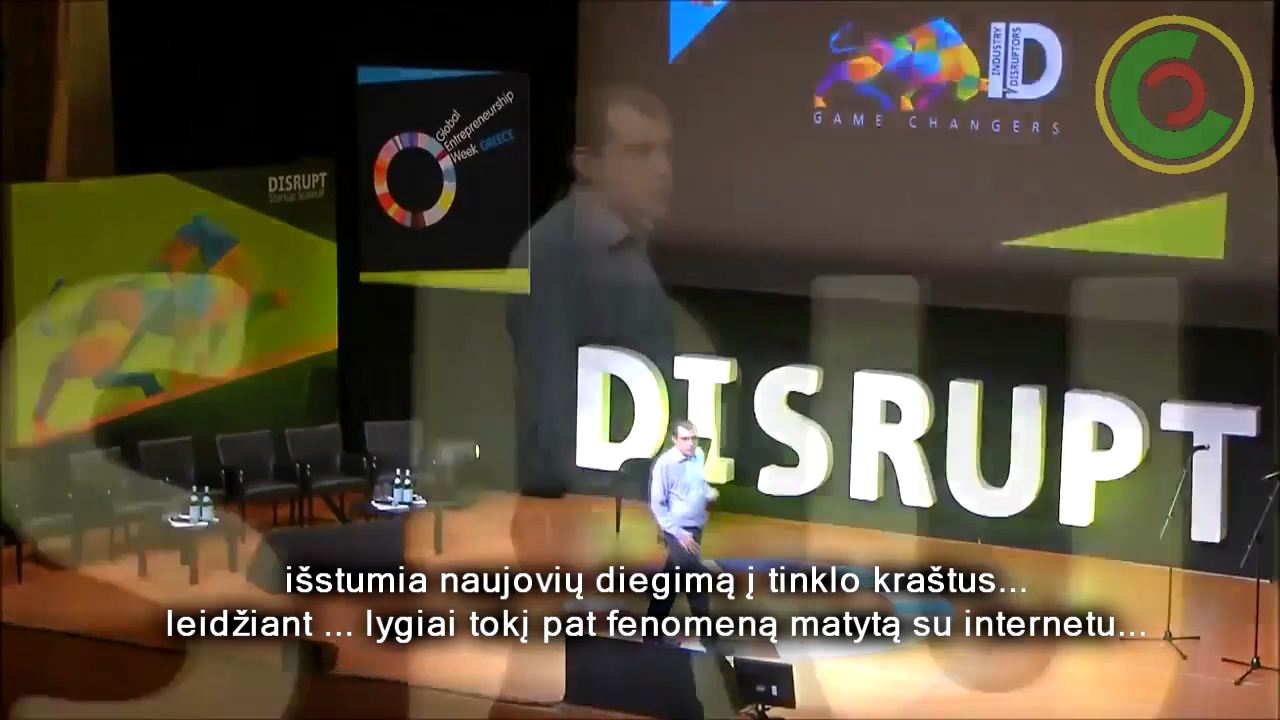 DISRUPT
Startup Summit
Global
Entrepreneurship
Week GREECE
INDUSTRY
DISRUPTORS
ID
GAME CHANGERS
DISRUPT
išstumia naujovių diegimą į tinklo kraštus...
leidžiant ... lygiai tokį pat fenomeną matytą su internetu...